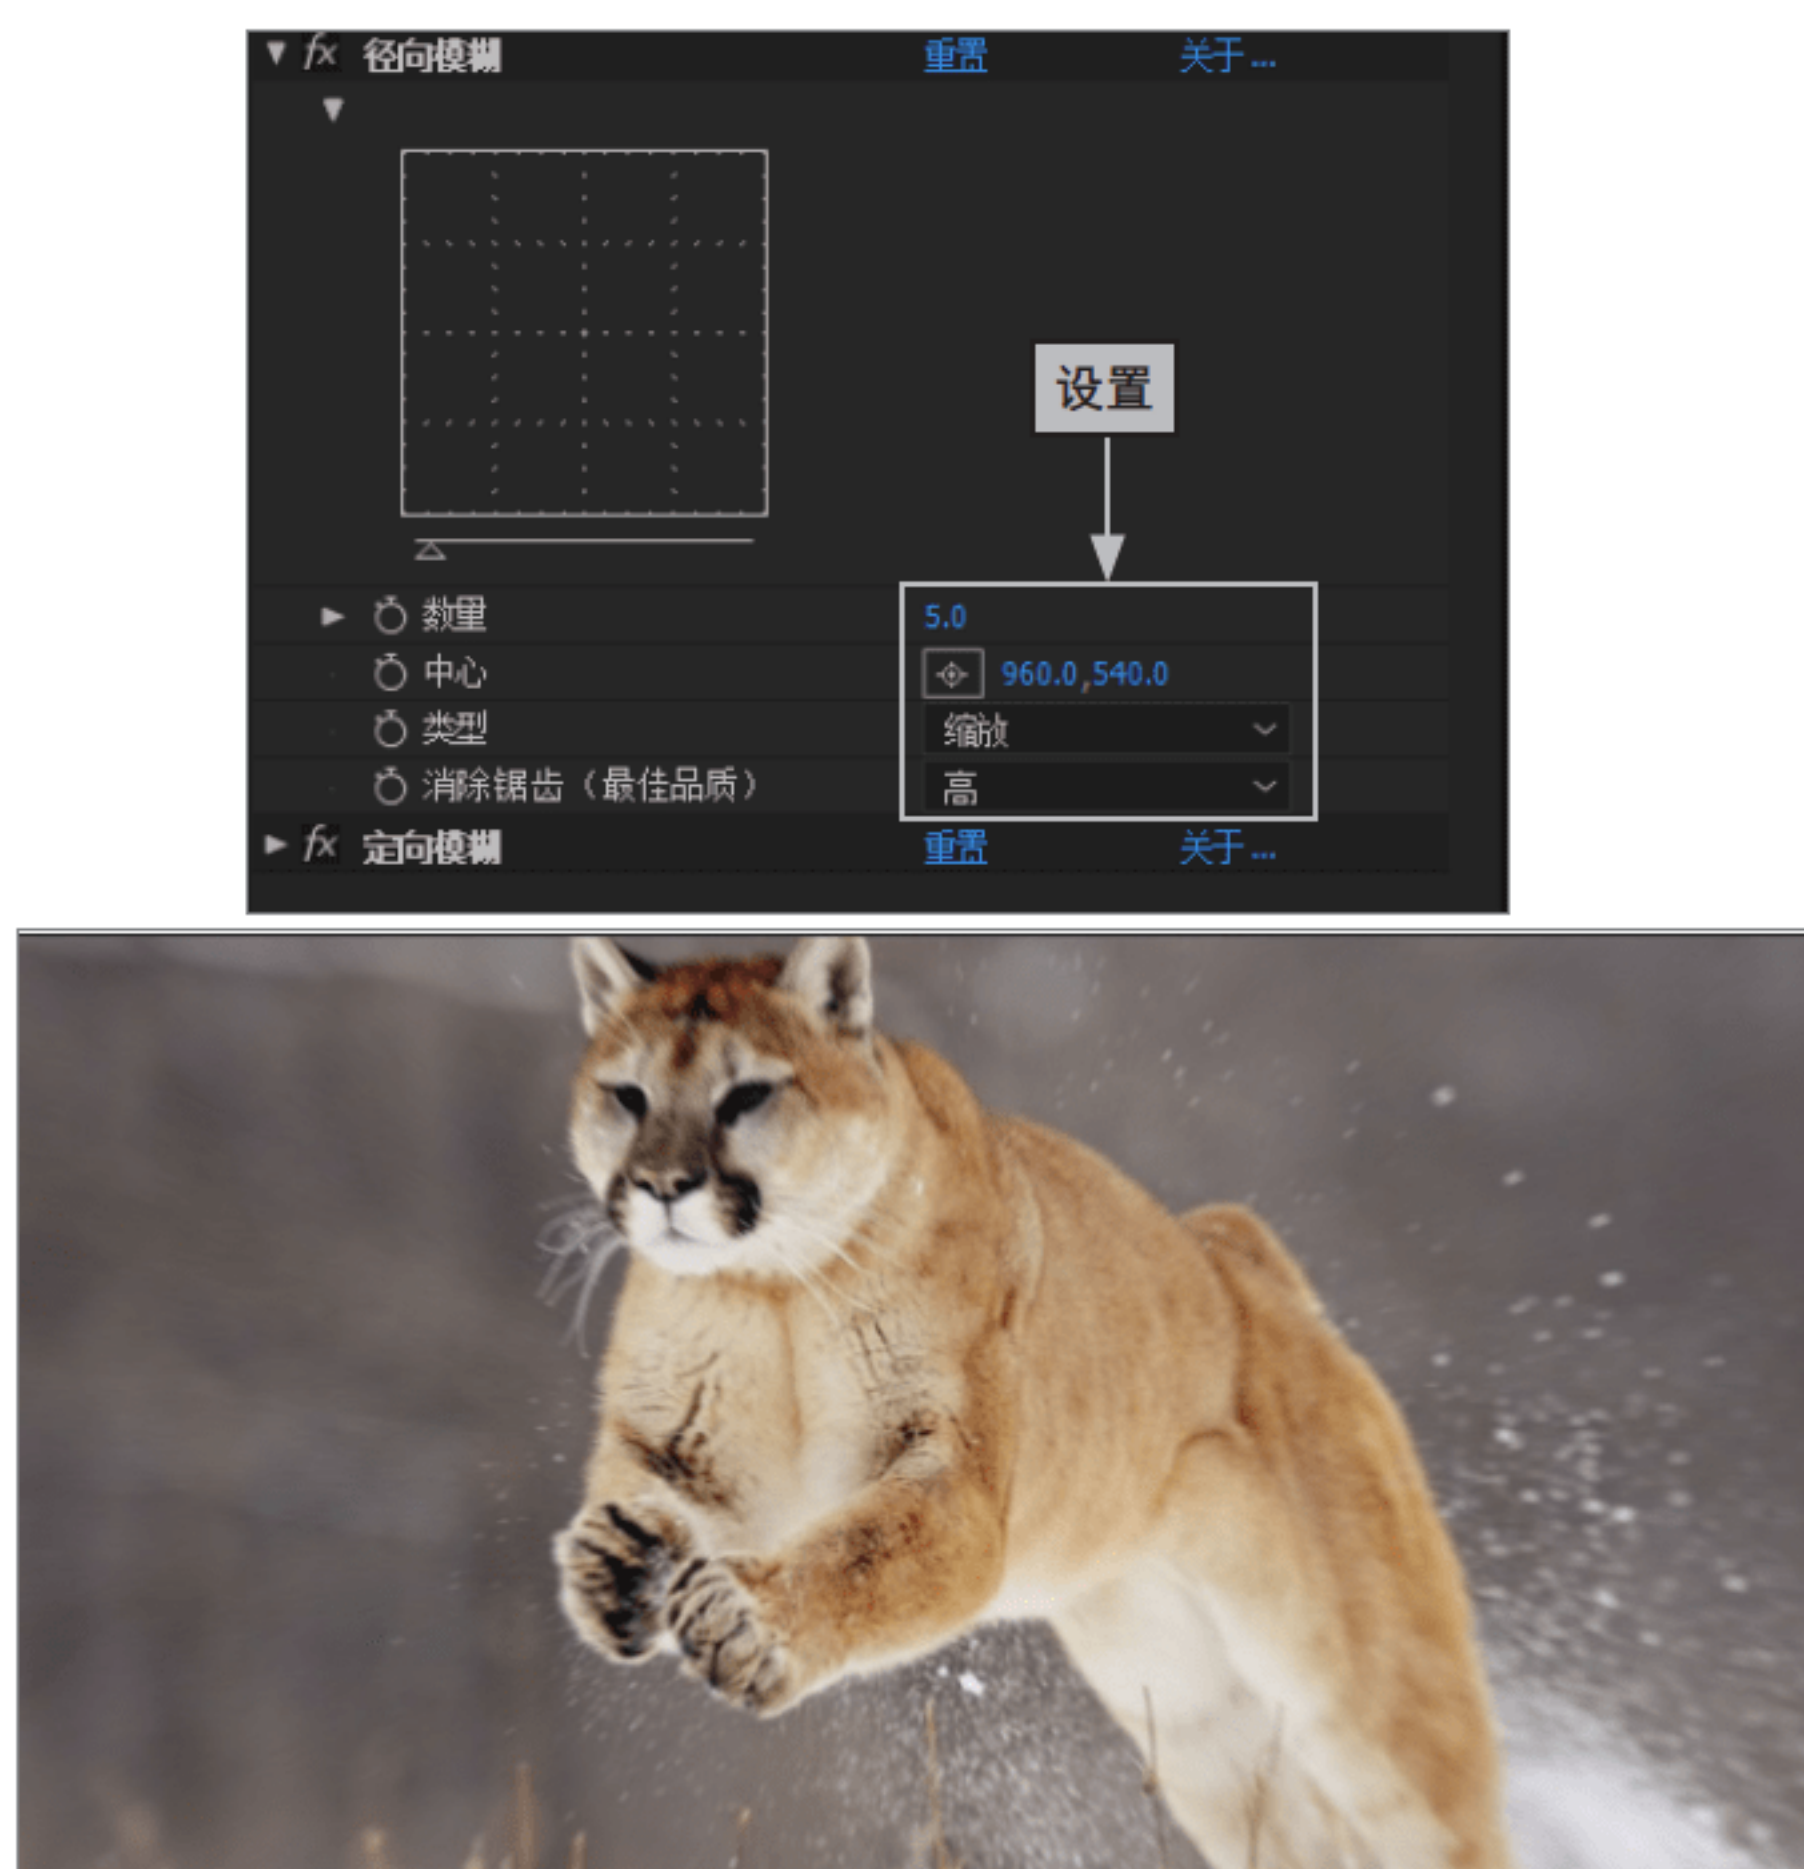 fx 径向模糊 重置 关于...
设置
数量 5.0
中心 960.0,540.0
类型 缩放
消除锯齿（最佳品质） 高
fx 定向模糊 重置 关于...